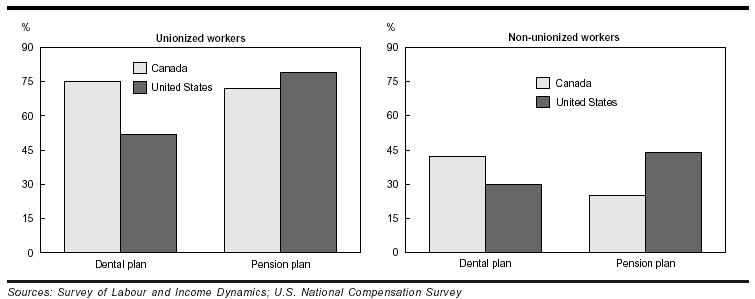 %
Unionized workers
90
75
60
45
30
15
0
Canada
United States
Dental plan
Pension plan
%
Non-unionized workers
90
75
60
45
30
15
0
Canada
United States
Dental plan
Pension plan
Sources: Survey of Labour and Income Dynamics; U.S. National Compensation Survey